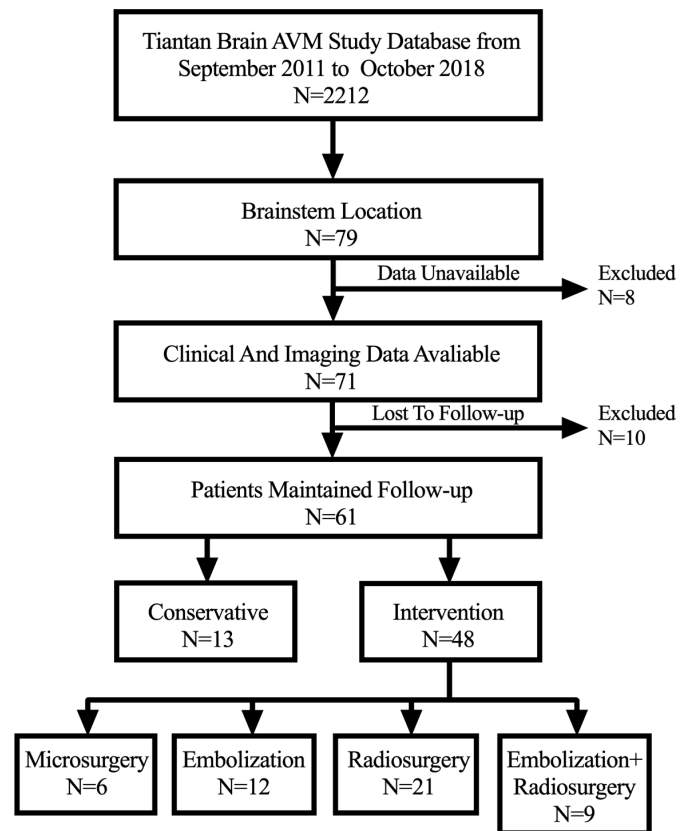 Tiantan Brain AVM Study Database from
September 2011 to October 2018
N=2212
Brainstem Location
N=79
Data Unavailable
Excluded
N=8
Clinical And Imaging Data Avaliable
N=71
Lost To Follow-up
Excluded
N=10
Patients Maintained Follow-up
N=61
Conservative
N=13
Intervention
N=48
Microsurgery
N=6
Embolization
N=12
Radiosurgery
N=21
Embolization+
Radiosurgery
N=9